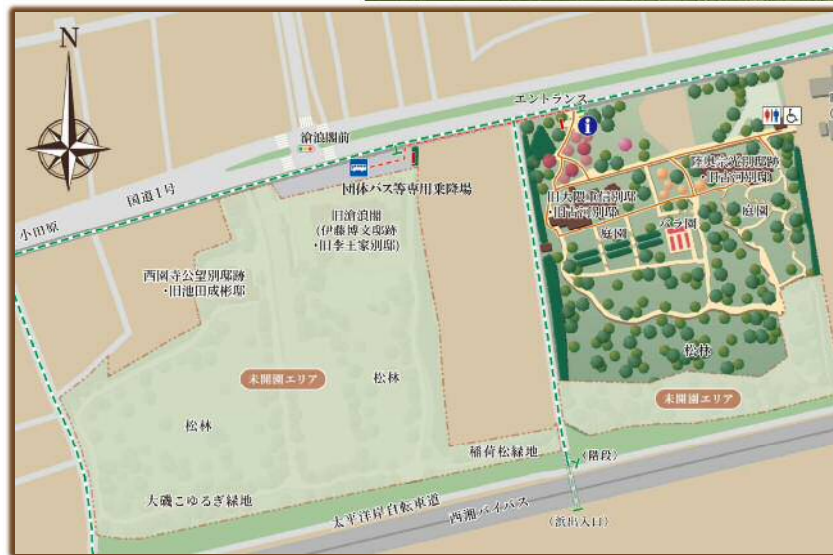 N
エントランス
滄浪閣前
国道1号
小田原
団体バス等専用乗降場
旧滄浪閣
(伊藤博文邸跡
・旧李王家別邸)
陸奥宗光別邸跡
・旧古河別邸
旧大隈重信別邸
・旧古河別邸
庭園
バラ園
庭園
西園寺公望別邸跡
・旧池田成彬邸
未開園エリア
松林
松林
松林
未開園エリア
稲荷松緑地
(階段)
大磯こゆるぎ緑地
太平洋岸自転車道
西湘バイパス
(浜出入口)